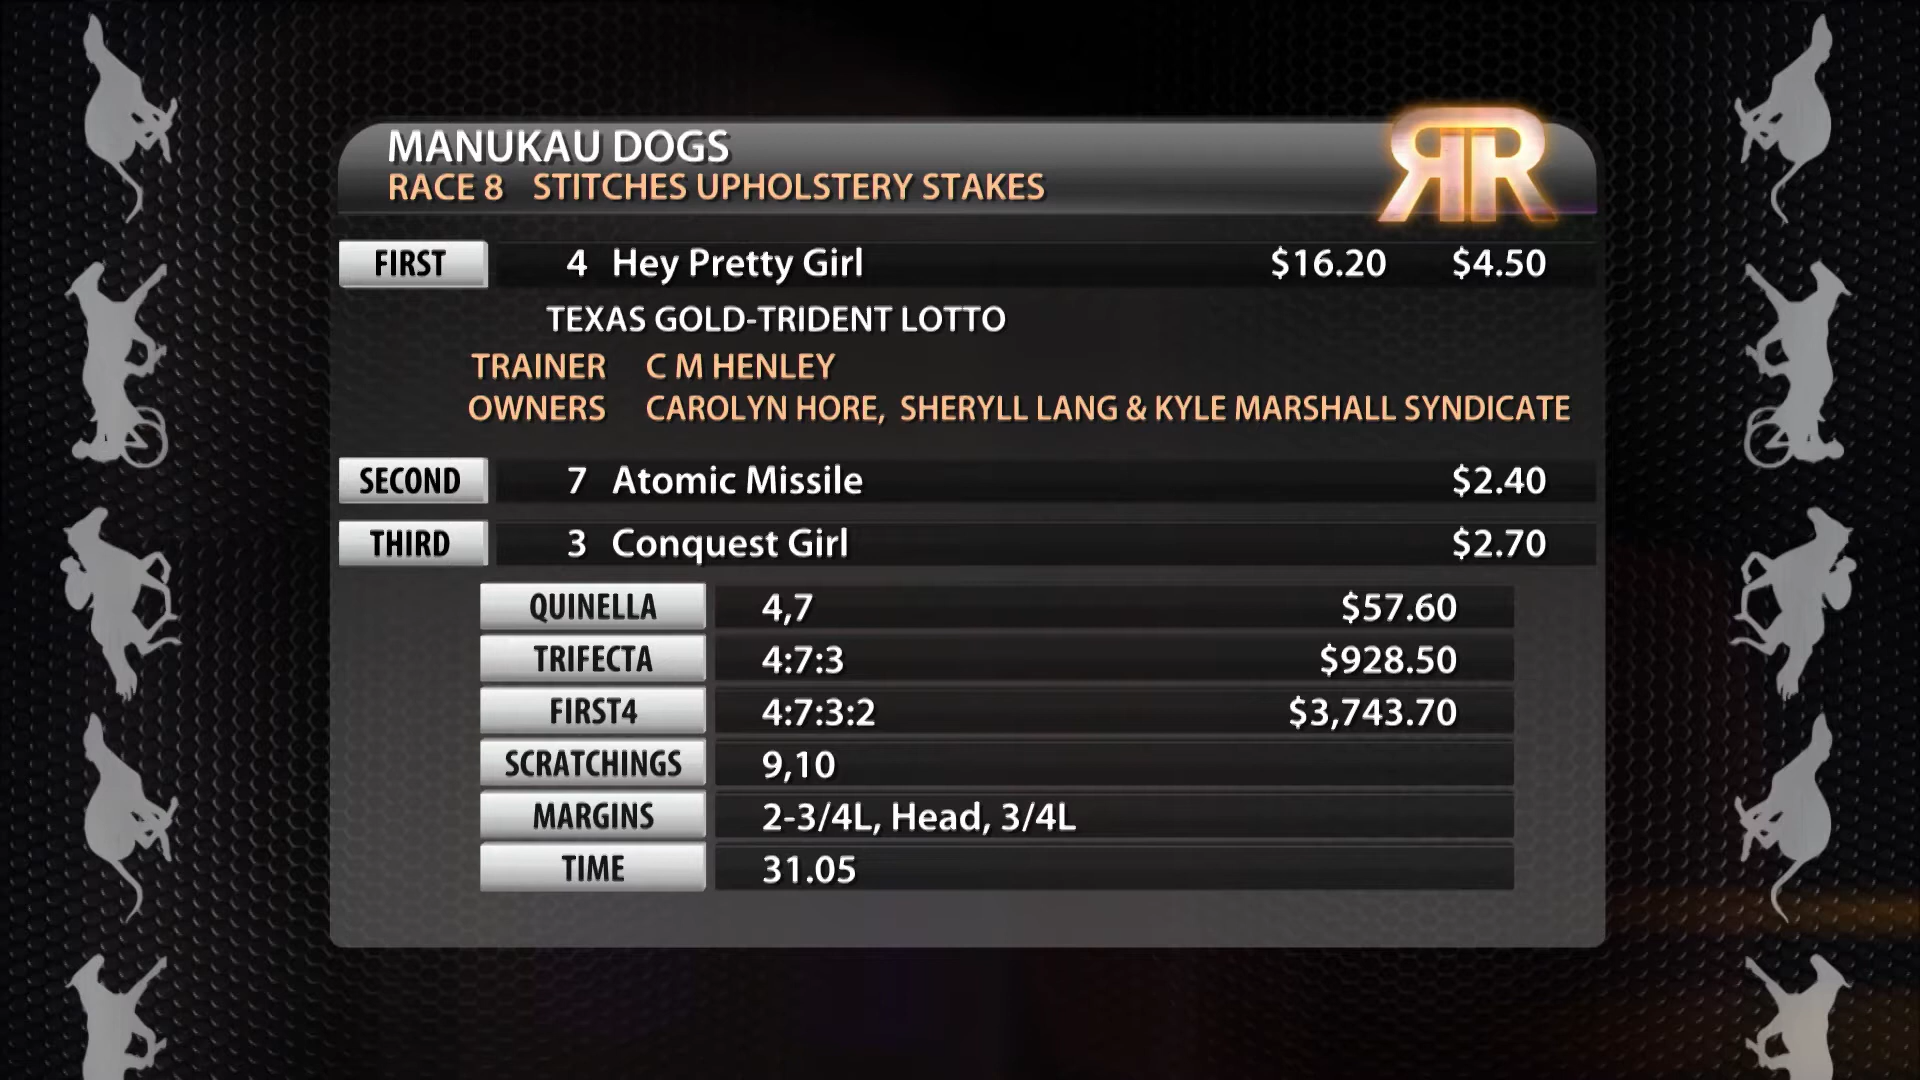 MANUKAU DOGS
RACE 8 STITCHES UPHOLSTERY STAKES
RR
FIRST 4 Hey Pretty Girl $16.20 $4.50
TEXAS GOLD-TRIDENT LOTTO
TRAINER C M HENLEY
OWNERS CAROLYN HORE, SHERYLL LANG & KYLE MARSHALL SYNDICATE
SECOND 7 Atomic Missile $2.40
THIRD 3 Conquest Girl $2.70
QUINELLA 4,7 $57.60
TRIFECTA 4:7:3 $928.50
FIRST4 4:7:3:2 $3,743.70
SCRATCHINGS 9,10
MARGINS 2-3/4L, Head, 3/4L
TIME 31.05